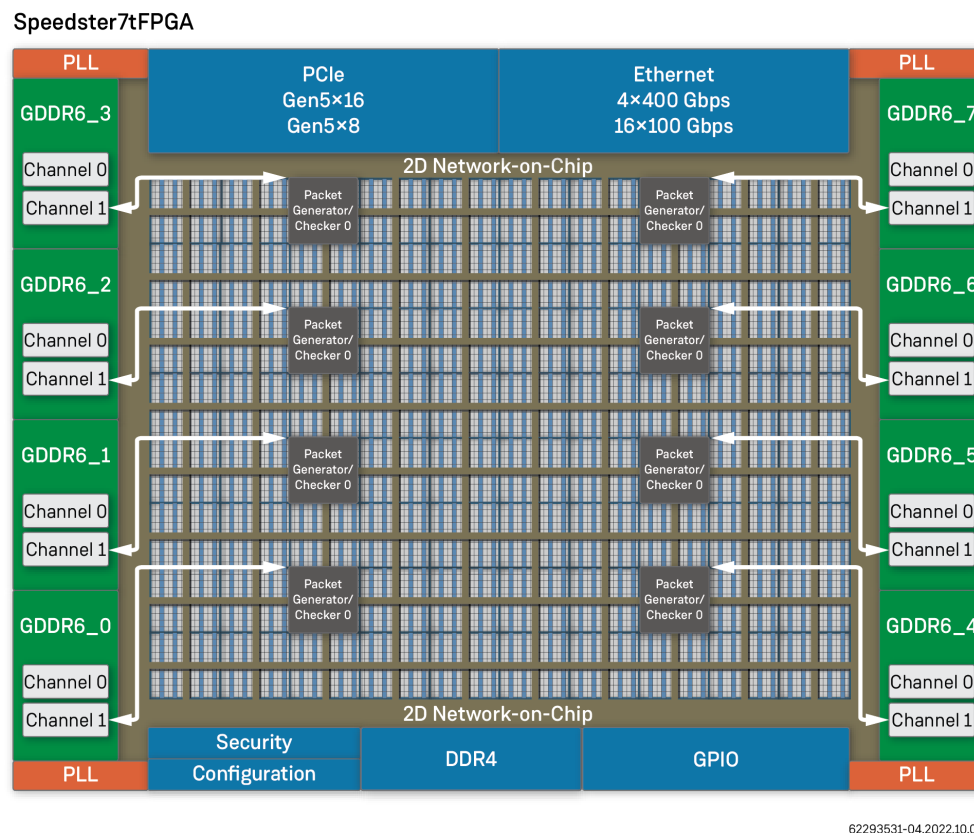 Speedster7tFPGA
PLL
PCIe
Gen5×16
Gen5×8
Ethernet
4×400 Gbps
16×100 Gbps
PLL
GDDR6_3
Channel 0
Channel 1
GDDR6_2
Channel 0
Channel 1
GDDR6_1
Channel 0
Channel 1
GDDR6_0
Channel 0
Channel 1
2D Network-on-Chip
Packet
Generator/
Checker 0
Packet
Generator/
Checker 0
Packet
Generator/
Checker 0
Packet
Generator/
Checker 0
Packet
Generator/
Checker 0
Packet
Generator/
Checker 0
Packet
Generator/
Checker 0
Packet
Generator/
Checker 0
2D Network-on-Chip
GDDR6_7
Channel 0
Channel 1
GDDR6_6
Channel 0
Channel 1
GDDR6_5
Channel 0
Channel 1
GDDR6_4
Channel 0
Channel 1
PLL
Security
Configuration
DDR4
GPIO
PLL
62293531-04.2022.10.0